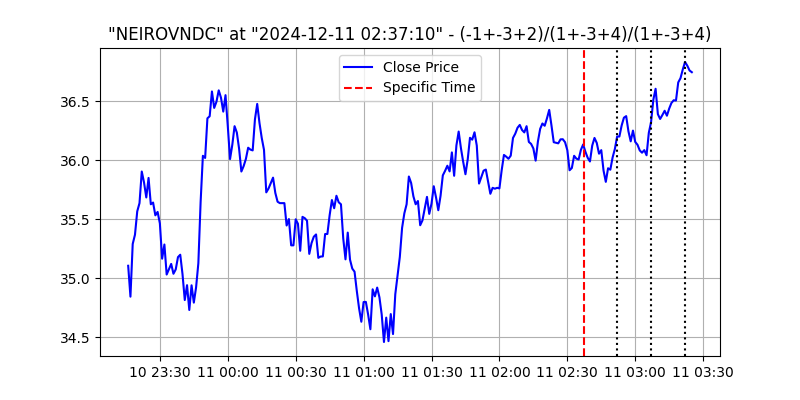 "NEIROVNDC" at "2024-12-11 02:37:10" - (-1+-3+2)/(1+-3+4)/(1+-3+4)
Close Price
Specific Time
36.5
36.0
35.5
35.0
34.5
10 23:30 11 00:00 11 00:30 11 01:00 11 01:30 11 02:00 11 02:30 11 03:00 11 03:30